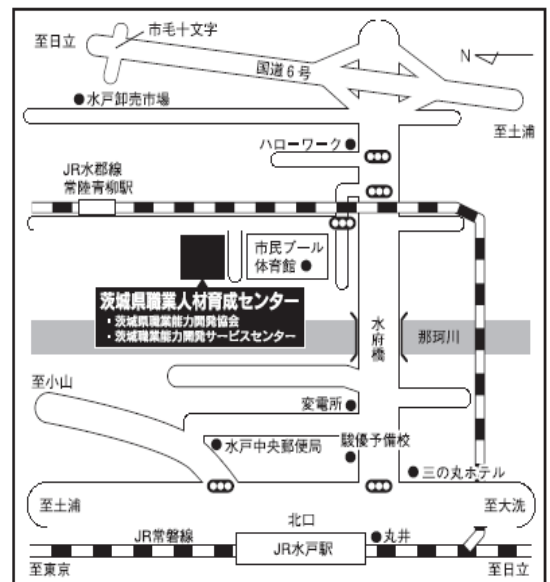 市毛十文字
至日立
国道6号
N
水戸卸売市場
至土浦
ハローワーク
JR水郡線
常陸青柳駅
市民プール
体育館
茨城県職業人材育成センター
・茨城県職業能力開発協会
・茨城職業能力開発サービスセンター
水府橋
那珂川
至小山
変電所
水戸中央郵便局
駿優予備校
三の丸ホテル
至土浦
至大洗
北口
JR常磐線
JR水戸駅
丸井
至東京
至日立